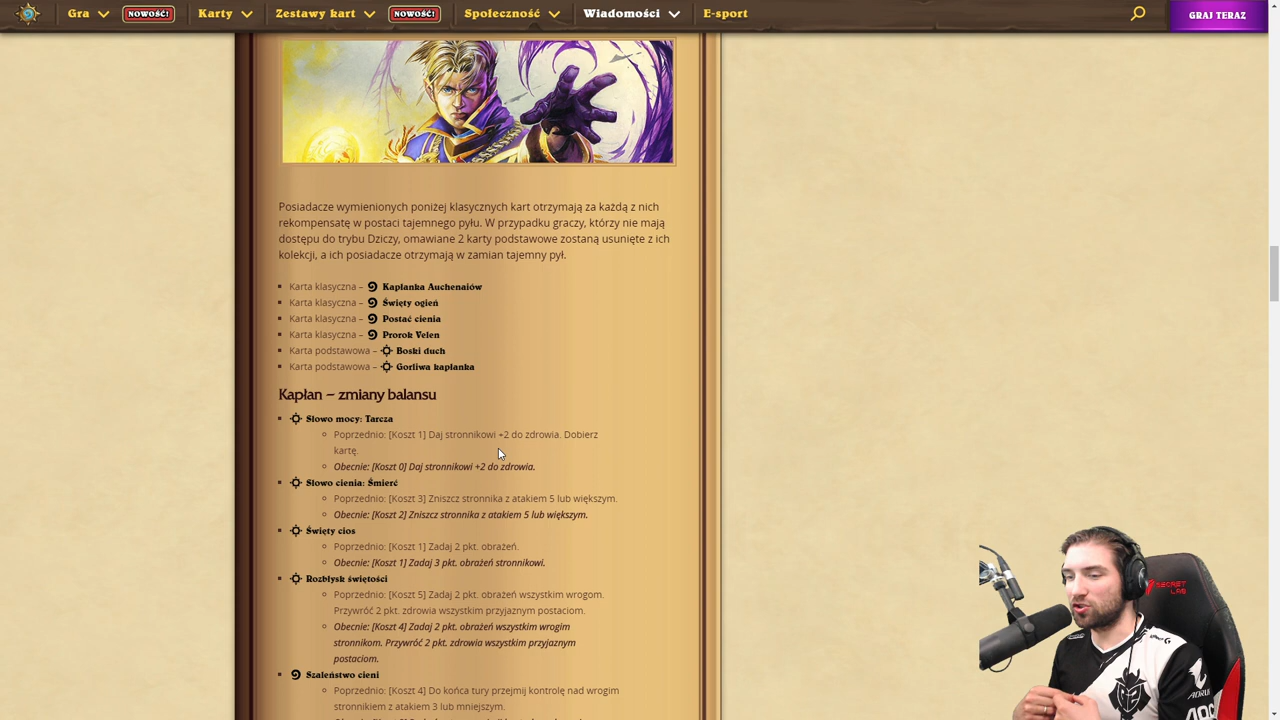 Gra NOWOŚĆ! Karty Zestawy kart NOWOŚĆ! Społeczność Wiadomości E-sport GRAJ TERAZ
Posiadacze wymienionych poniżej klasycznych kart otrzymają za każdą z nich
rekompensatę w postaci tajemnego pyłu. W przypadku graczy, którzy nie mają
dostępu do trybu Dziczy, omawiane 2 karty podstawowe zostaną usunięte z ich
kolekcji, a ich posiadacze otrzymają w zamian tajemny pył.
Karta klasyczna – Kapłanka Auchenaiów
Karta klasyczna – Święty ogień
Karta klasyczna – Postać cienia
Karta klasyczna – Prorok Velen
Karta podstawowa – Boski duch
Karta podstawowa – Gorliwa kapłanka
Kapłan – zmiany balansu
Słowo mocy: Tarcza
Poprzednio: [Koszt 1] Daj stronnikowi +2 do zdrowia. Dobierz
kartę.
Obecnie: [Koszt 0] Daj stronnikowi +2 do zdrowia.
Słowo cienia: Śmierć
Poprzednio: [Koszt 3] Zniszcz stronnika z atakiem 5 lub większym.
Obecnie: [Koszt 2] Zniszcz stronnika z atakiem 5 lub większym.
Święty cios
Poprzednio: [Koszt 1] Zadaj 2 pkt. obrażeń.
Obecnie: [Koszt 1] Zadaj 3 pkt. obrażeń stronnikowi.
Rozbłysk świętości
Poprzednio: [Koszt 5] Zadaj 2 pkt. obrażeń wszystkim wrogom.
Przywróć 2 pkt. zdrowia wszystkim przyjaznym postaciom.
Obecnie: [Koszt 4] Zadaj 2 pkt. obrażeń wszystkim wrogim
stronnikom. Przywróć 2 pkt. zdrowia wszystkim przyjaznym
postaciom.
Szaleństwo cieni
Poprzednio: [Koszt 4] Do końca tury przejmij kontrolę nad wrogim
stronnikiem z atakiem 3 lub mniejszym.
SECRET
LAB
G2
AORUS
AOC